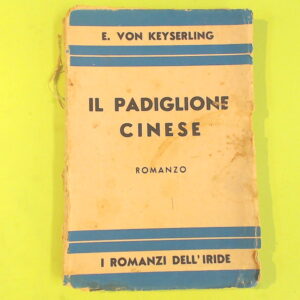 E. VON KEYSERLING
IL PADIGLIONE
CINESE
ROMANZO
I ROMANZI DELL'IRIDE